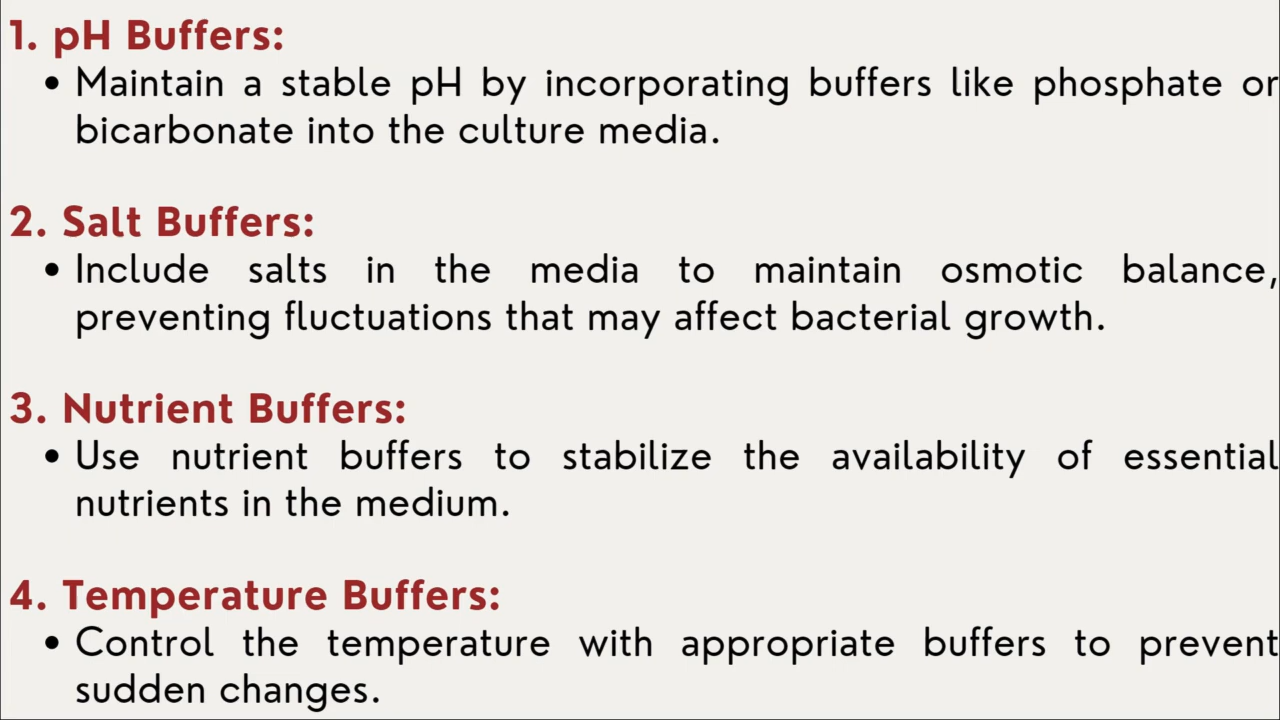 1. pH Buffers:
• Maintain a stable pH by incorporating buffers like phosphate or
bicarbonate into the culture media.
2. Salt Buffers:
• Include salts in the media to maintain osmotic balance,
preventing fluctuations that may affect bacterial growth.
3. Nutrient Buffers:
• Use nutrient buffers to stabilize the availability of essential
nutrients in the medium.
4. Temperature Buffers:
• Control the temperature with appropriate buffers to prevent
sudden changes.